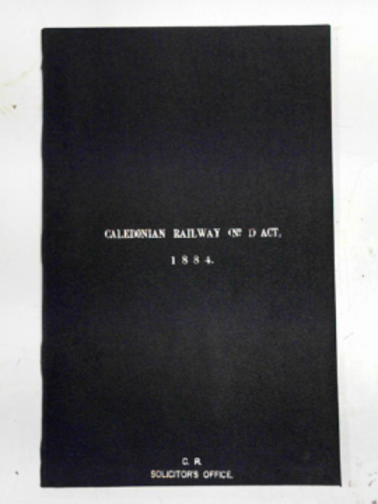 CALEDONIAN RAILWAY (Nº 1) ACT,
1884.
C. R.
SOLICITOR'S OFFICE.